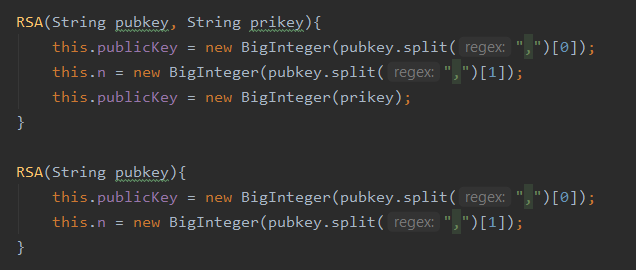 RSA(String pubkey, String prikey){
this.publicKey = new BigInteger(pubkey.split( regex: ",")[0]);
this.n = new BigInteger(pubkey.split( regex: ",")[1]);
this.publicKey = new BigInteger(prikey);
}
RSA(String pubkey){
this.publicKey = new BigInteger(pubkey.split( regex: ",")[0]);
this.n = new BigInteger(pubkey.split( regex: ",")[1]);
}